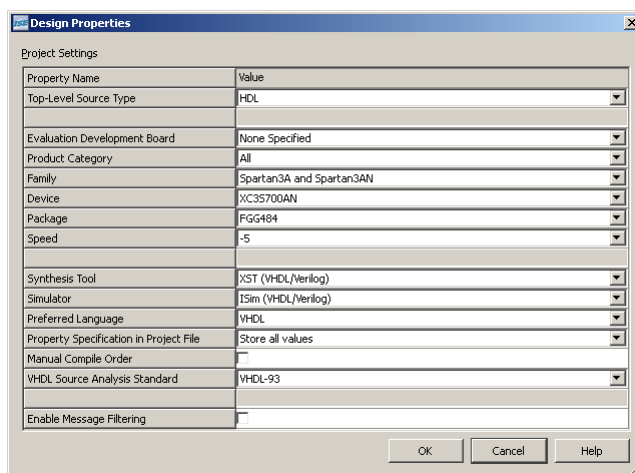 ISE Design Properties
Project Settings
Property Name Value
Top-Level Source Type HDL
Evaluation Development Board None Specified
Product Category All
Family Spartan3A and Spartan3AN
Device XC3S700AN
Package FGG484
Speed -5
Synthesis Tool XST (VHDL/Verilog)
Simulator ISim (VHDL/Verilog)
Preferred Language VHDL
Property Specification in Project File Store all values
Manual Compile Order
VHDL Source Analysis Standard VHDL-93
Enable Message Filtering
OK Cancel Help